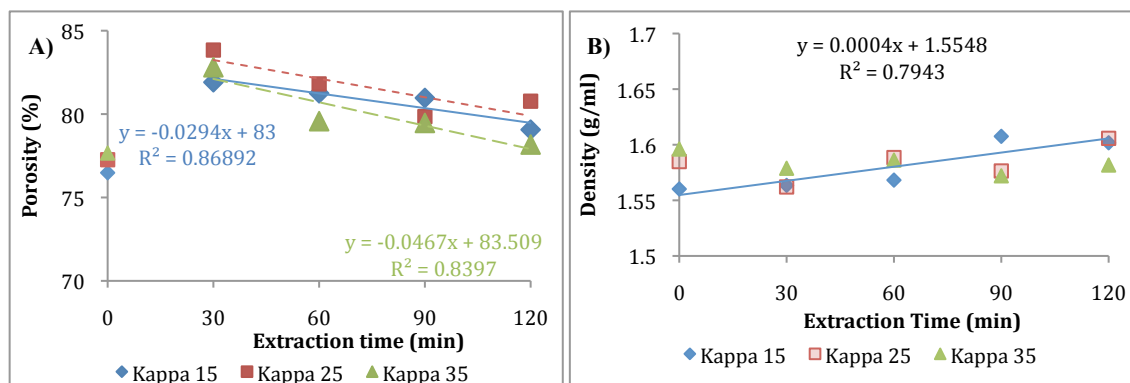 A)
85
80
75
70
Porosity (%)
y = -0.0294x + 83
R² = 0.86892
y = -0.0467x + 83.509
R² = 0.8397
0 30 60 90 120
Extraction time (min)
Kappa 15 Kappa 25 Kappa 35
B)
1.7
1.65
1.6
1.55
1.5
Density (g/ml)
y = 0.0004x + 1.5548
R² = 0.7943
0 30 60 90 120
Extraction Time (min)
Kappa 15 Kappa 25 Kappa 35